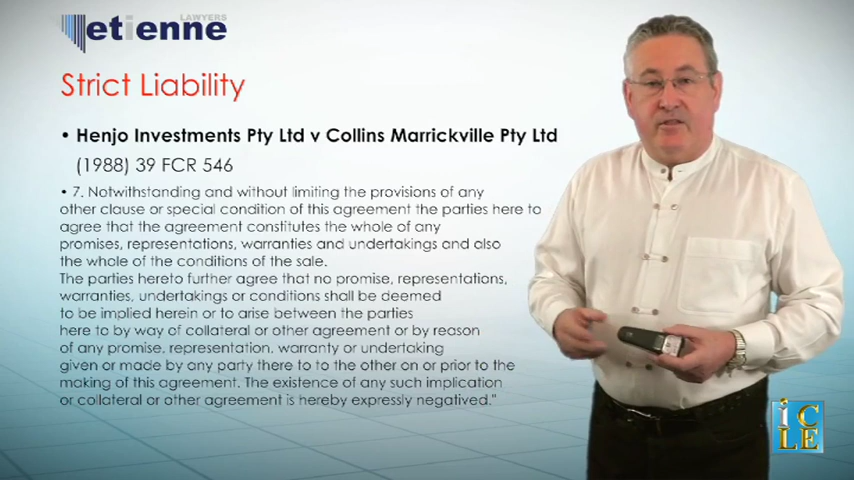 LAWYERS
etienne
Strict Liability
• Henjo Investments Pty Ltd v Collins Marrickville Pty Ltd
(1988) 39 FCR 546
• 7. Notwithstanding and without limiting the provisions of any
other clause or special condition of this agreement the parties here to
agree that the agreement constitutes the whole of any
promises, representations, warranties and undertakings and also
the whole of the conditions of the sale.
The parties hereto further agree that no promise, representations,
warranties, undertakings or conditions shall be deemed
to be implied herein or to arise between the parties
here to by way of collateral or other agreement or by reason
of any promise, representation, warranty or undertaking
given or made by any party there to to the other on or prior to the
making of this agreement. The existence of any such implication
or collateral or other agreement is hereby expressly negatived."
iC
LE